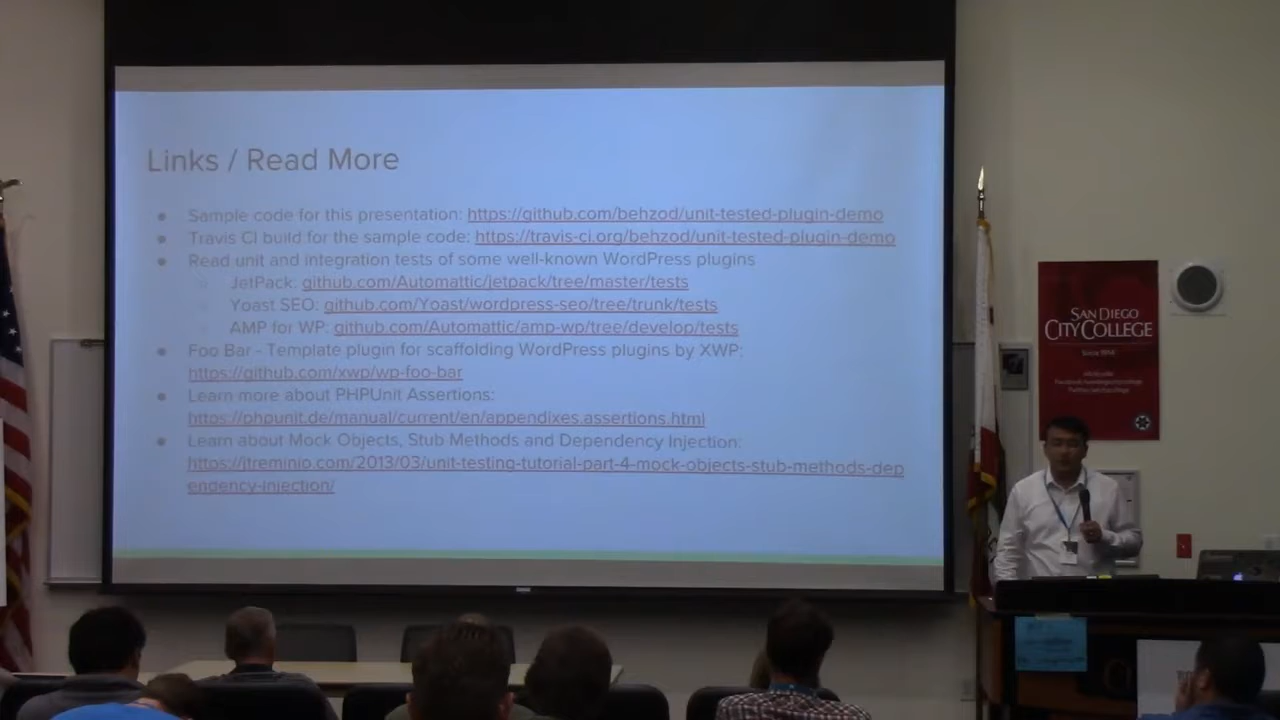 Links / Read More
● Sample code for this presentation: https://github.com/behzod/unit-tested-plugin-demo
● Travis CI build for the sample code: https://travis-ci.org/behzod/unit-tested-plugin-demo
● Read unit and integration tests of some well-known WordPress plugins
○ JetPack: github.com/Automattic/jetpack/tree/master/tests
○ Yoast SEO: github.com/Yoast/wordpress-seo/tree/trunk/tests
○ AMP for WP: github.com/Automattic/amp-wp/tree/develop/tests
● Foo Bar - Template plugin for scaffolding WordPress plugins by XWP:
https://github.com/xwp/wp-foo-bar
● Learn more about PHPUnit Assertions:
https://phpunit.de/manual/current/en/appendixes.assertions.html
● Learn about Mock Objects, Stub Methods and Dependency Injection:
https://jtreminio.com/2013/03/unit-testing-tutorial-part-4-mock-objects-stub-methods-dep
endency-injection/
SAN DIEGO
CITY COLLEGE
Since 1914